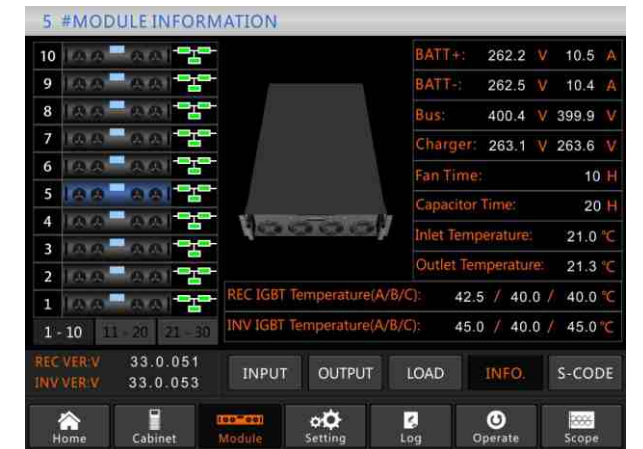 5. #MODULE INFORMATION
10
9
8
7
6
5
4
3
2
1
1 - 10 11 - 20 21 - 30
BATT+: 262.2 V 10.5 A
BATT-: 262.5 V 10.4 A
Bus: 400.4 V 399.9 V
Charger: 263.1 V 263.6 V
Fan Time: 10 H
Capacitor Time: 20 H
Inlet Temperature: 21.0 ℃
Outlet Temperature: 21.3 ℃
REC IGBT Temperature(A/B/C): 42.5 / 40.0 / 40.0 ℃
INV IGBT Temperature(A/B/C): 45.0 / 40.0 / 45.0 ℃
REC VER:V 33.0.051
INV VER:V 33.0.053
INPUT OUTPUT LOAD INFO. S-CODE
Home Cabinet Module Setting Log Operate Scope